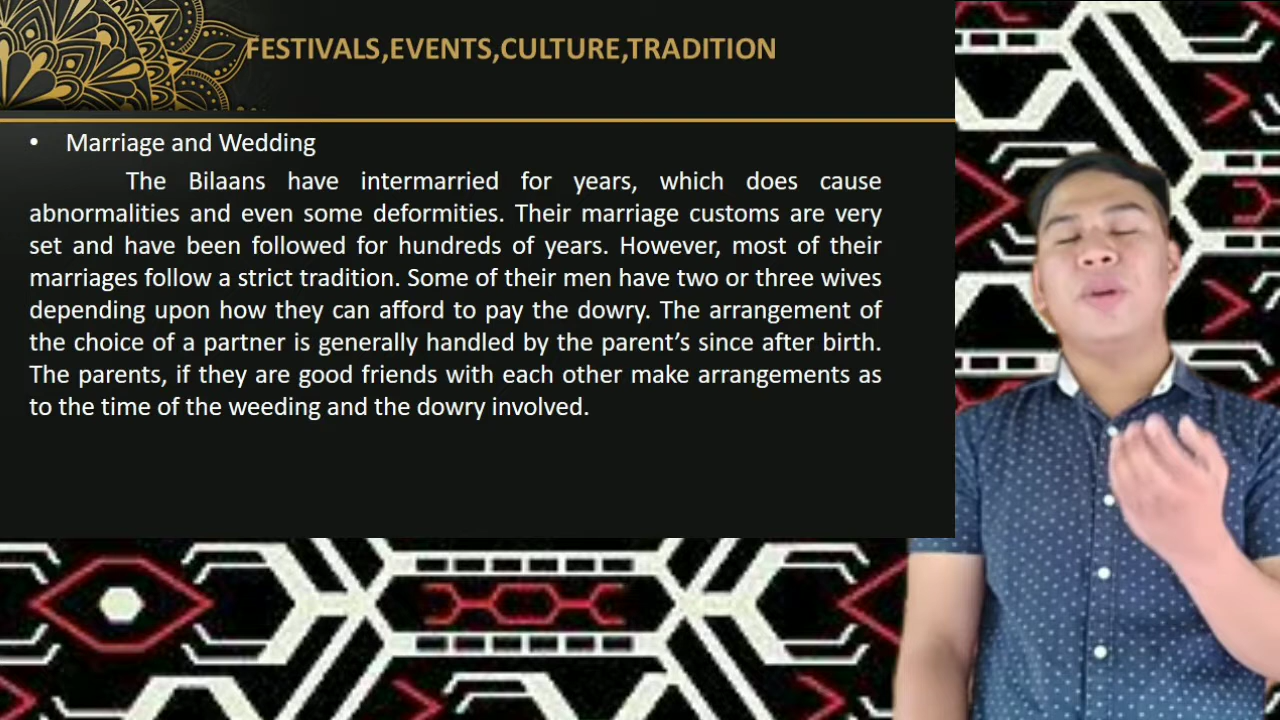 FESTIVALS,EVENTS,CULTURE,TRADITION
• Marriage and Wedding
The Bilaans have intermarried for years, which does cause
abnormalities and even some deformities. Their marriage customs are very
set and have been followed for hundreds of years. However, most of their
marriages follow a strict tradition. Some of their men have two or three wives
depending upon how they can afford to pay the dowry. The arrangement of
the choice of a partner is generally handled by the parent’s since after birth.
The parents, if they are good friends with each other make arrangements as
to the time of the weeding and the dowry involved.